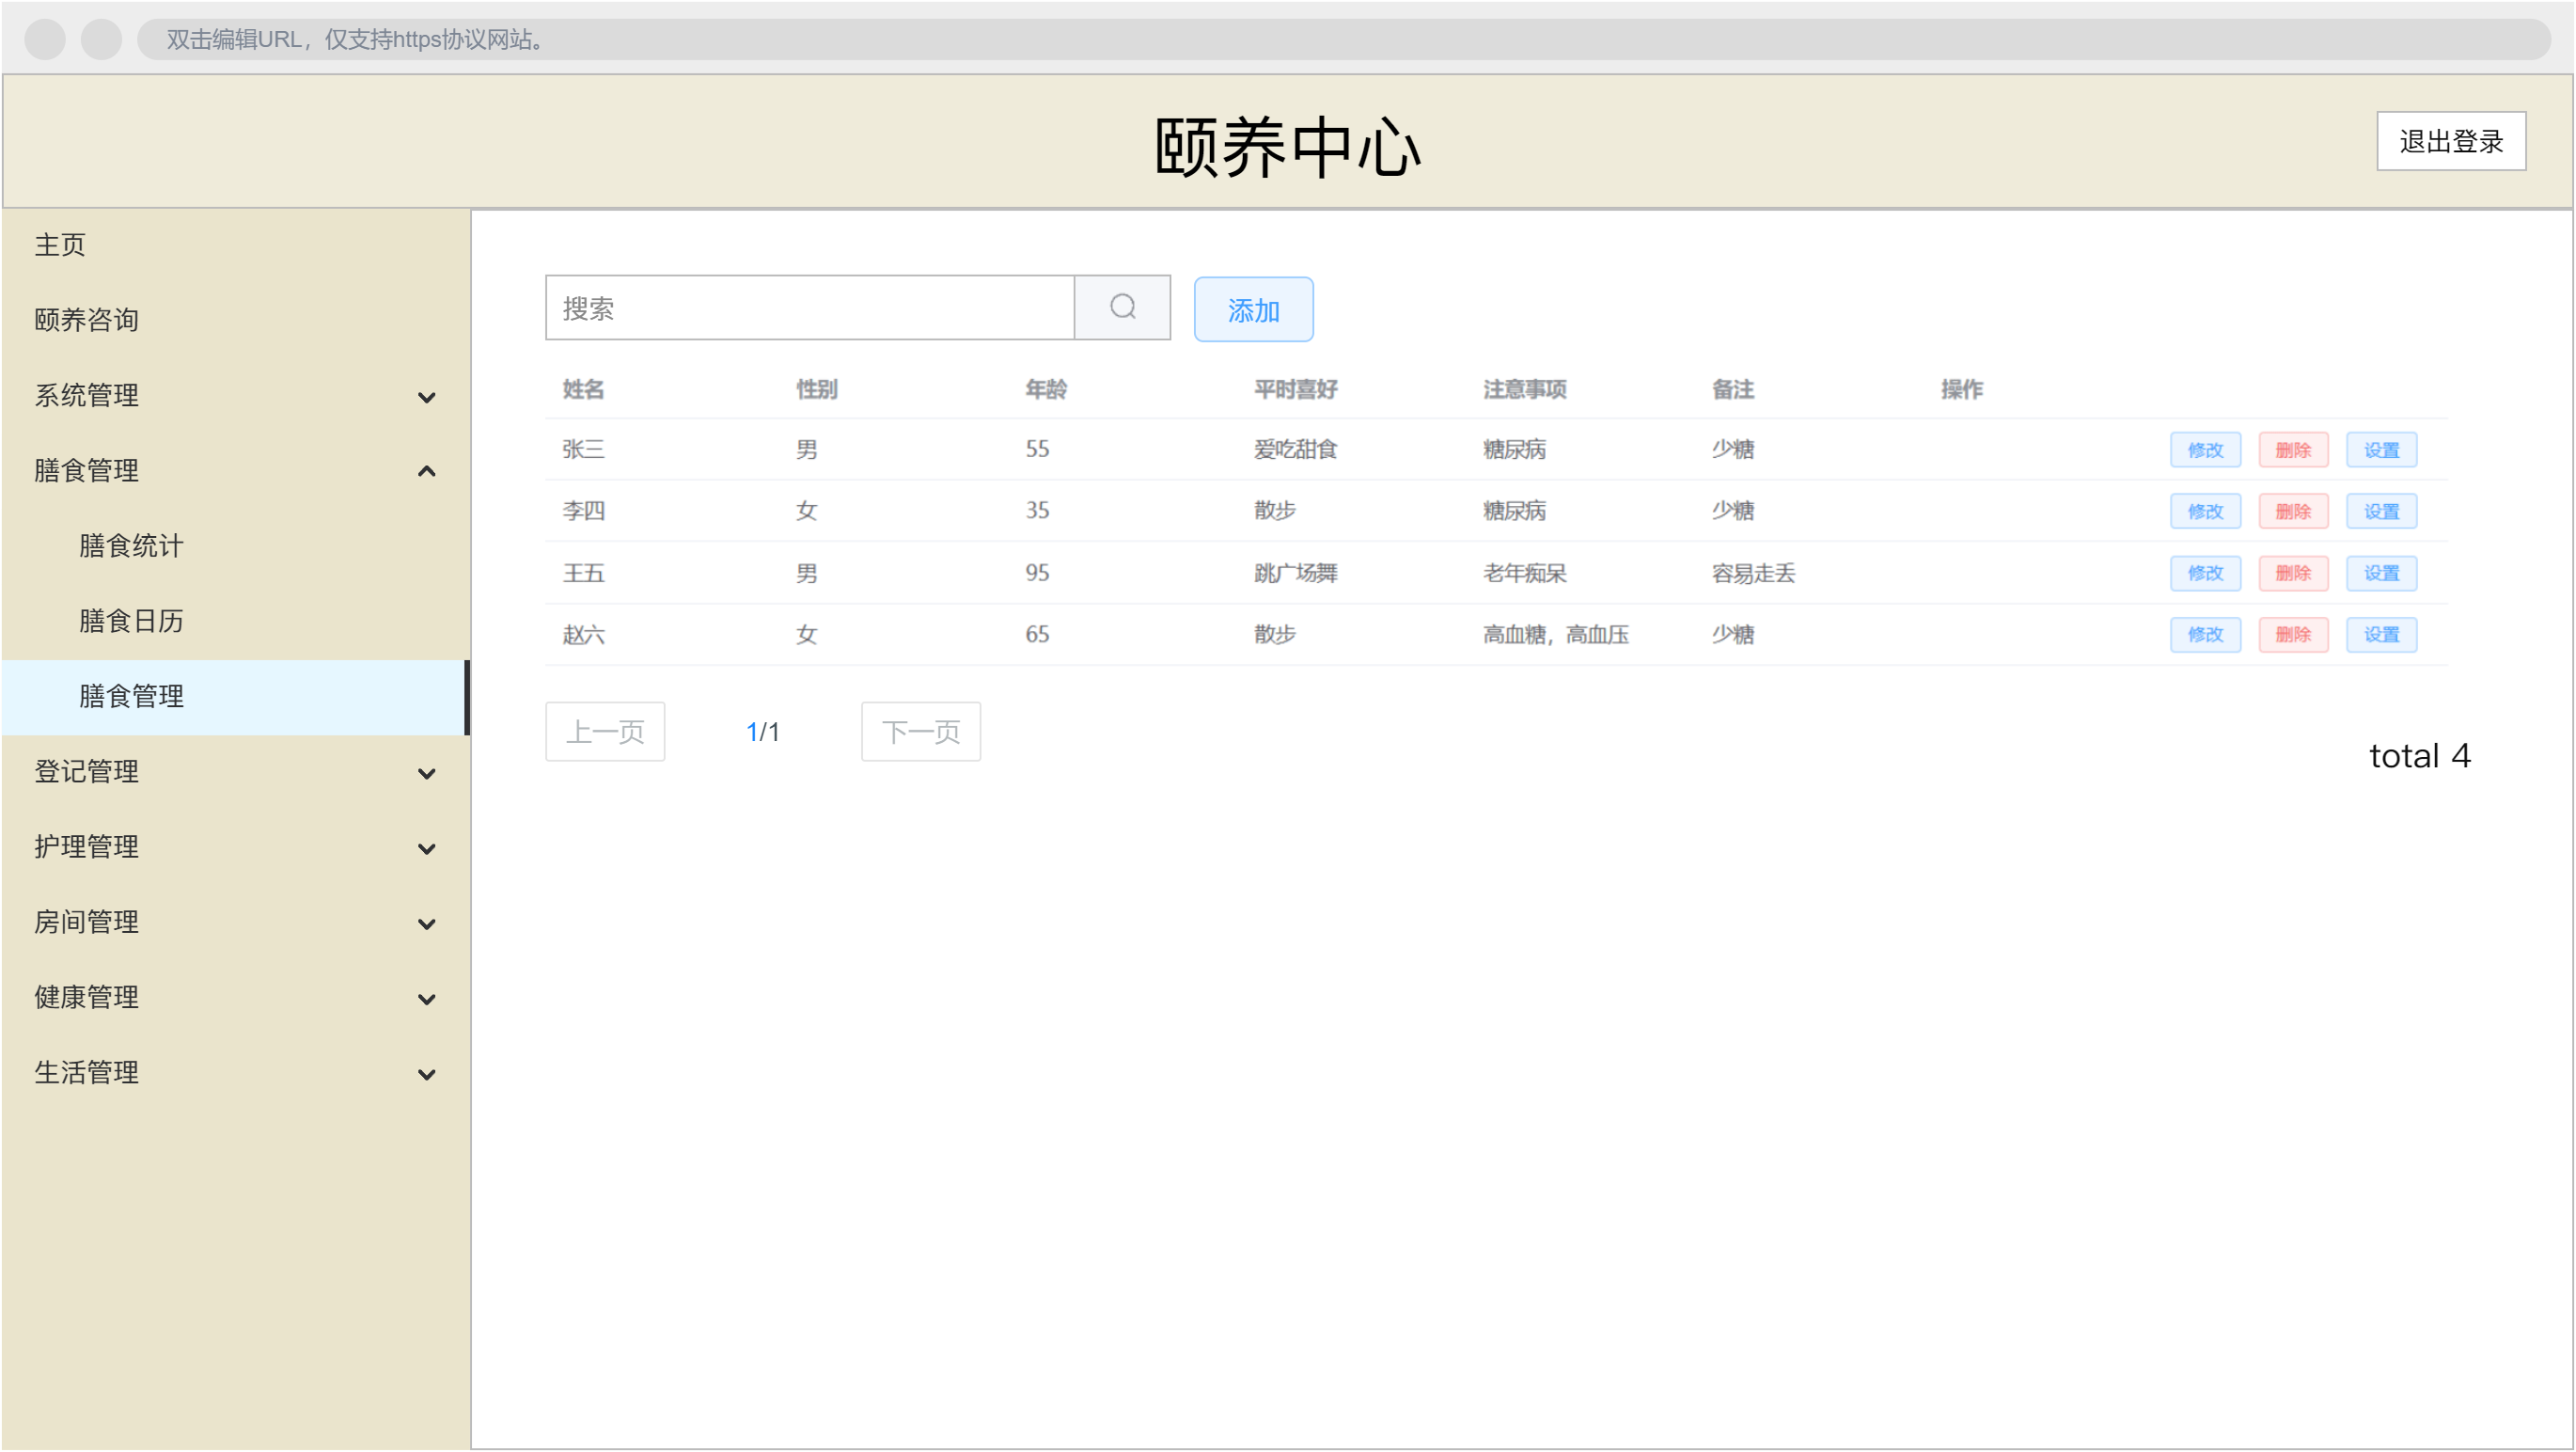 双击编辑URL，仅支持https协议网站。
颐养中心
退出登录
主页
颐养咨询
系统管理
膳食管理
膳食统计
膳食日历
膳食管理
登记管理
护理管理
房间管理
健康管理
生活管理
搜索
添加
姓名 性别 年龄 平时喜好 注意事项 备注 操作
张三 男 55 爱吃甜食 糖尿病 少糖 修改 删除 设置
李四 女 35 散步 糖尿病 少糖 修改 删除 设置
王五 男 95 跳广场舞 老年痴呆 容易走丢 修改 删除 设置
赵六 女 65 散步 高血糖，高血压 少糖 修改 删除 设置
上一页 1/1 下一页
total 4